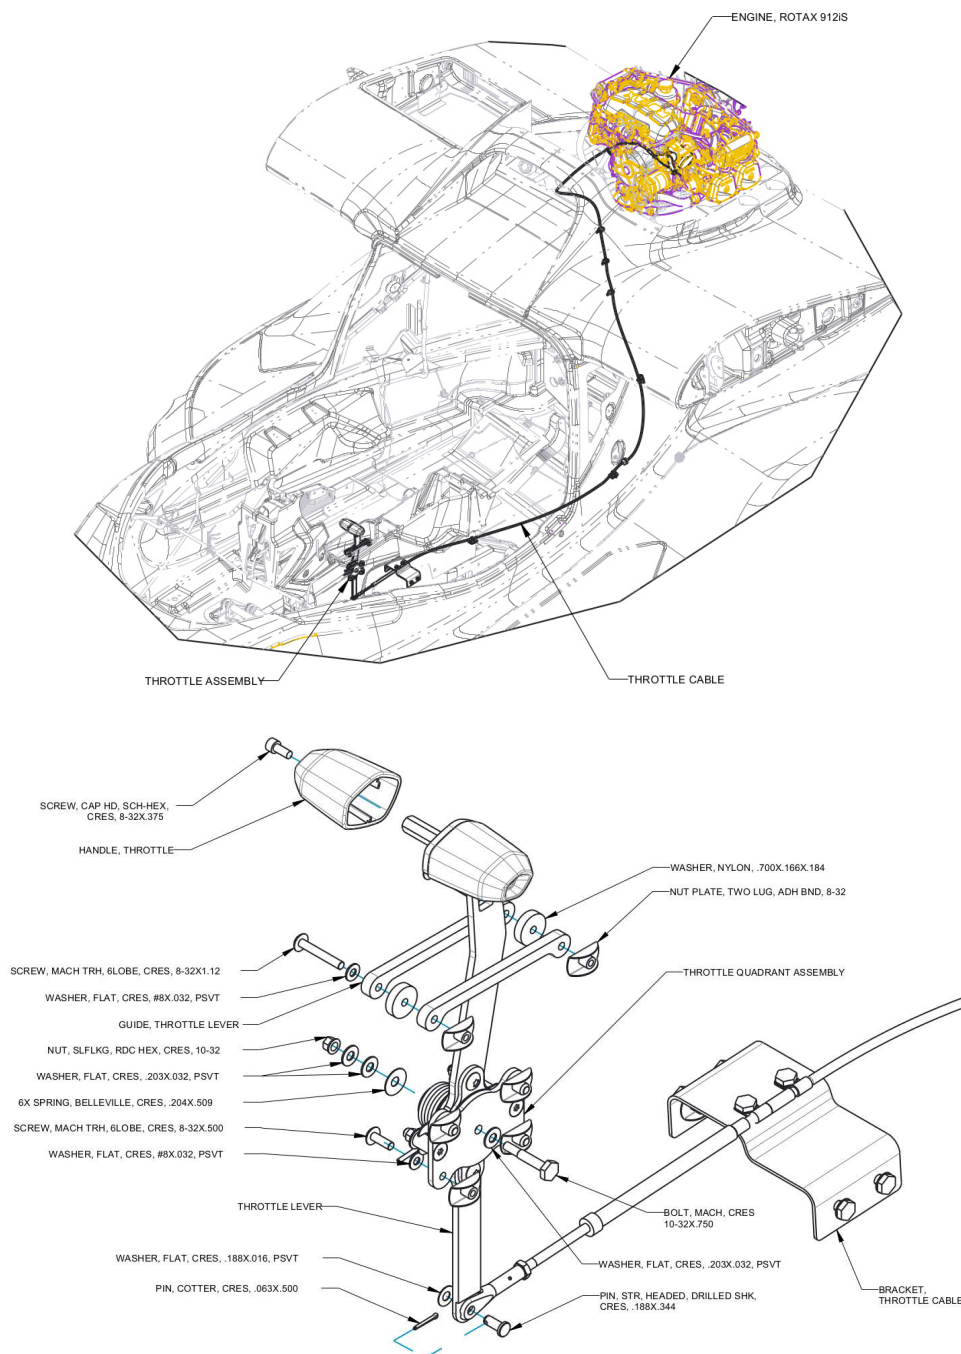 ENGINE, ROTAX 912iS
THROTTLE ASSEMBLY
THROTTLE CABLE
SCREW, CAP HD, SCH-HEX,
CRES, 8-32X.375
HANDLE, THROTTLE
WASHER, NYLON, .700X.166X.184
NUT PLATE, TWO LUG, ADH BND, 8-32
SCREW, MACH TRH, 6LOBE, CRES, 8-32X1.12
THROTTLE QUADRANT ASSEMBLY
WASHER, FLAT, CRES, #8X.032, PSVT
GUIDE, THROTTLE LEVER
NUT, SLFLKG, RDC HEX, CRES, 10-32
WASHER, FLAT, CRES, .203X.032, PSVT
6X SPRING, BELLEVILLE, CRES, .204X.509
SCREW, MACH TRH, 6LOBE, CRES, 8-32X.500
WASHER, FLAT, CRES, #8X.032, PSVT
THROTTLE LEVER
BOLT, MACH, CRES
10-32X.750
WASHER, FLAT, CRES, .188X.016, PSVT
WASHER, FLAT, CRES, .203X.032, PSVT
PIN, COTTER, CRES, .063X.500
PIN, STR, HEADED, DRILLED SHK,
CRES, .188X.344
BRACKET,
THROTTLE CABLE